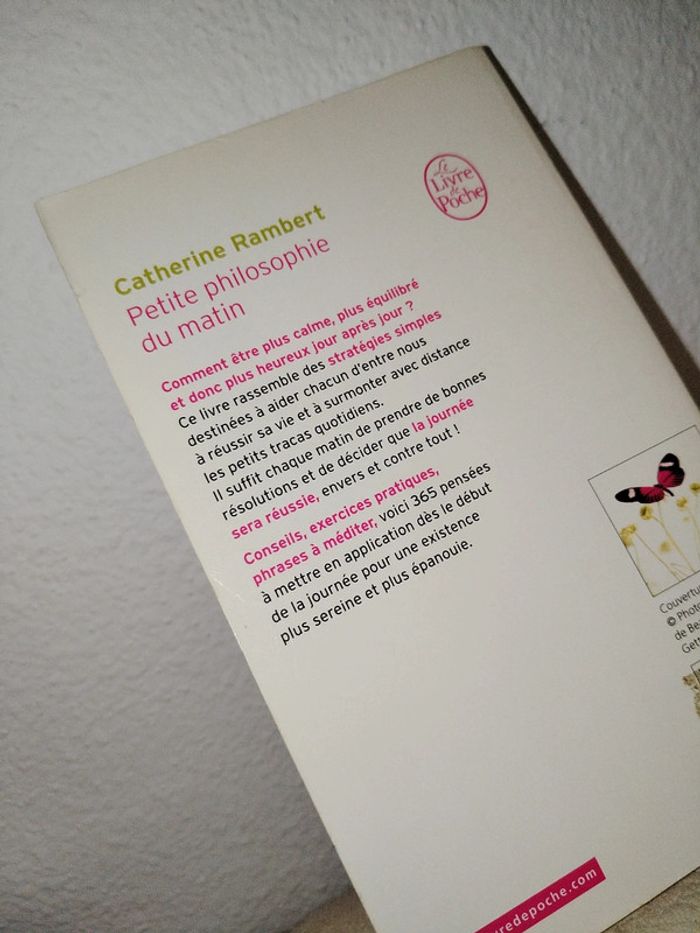 Le
Livre
de
Poche
Catherine Rambert
Petite philosophie
du matin
Comment être plus calme, plus équilibré
et donc plus heureux jour après jour ?
Ce livre rassemble des stratégies simples
destinées à aider chacun d'entre nous
à réussir sa vie et à surmonter avec distance
les petits tracas quotidiens.
Il suffit chaque matin de prendre de bonnes
résolutions et de décider que la journée
sera réussie, envers et contre tout !
Conseils, exercices pratiques,
phrases à méditer, voici 365 pensées
à mettre en application dès le début
de la journée pour une existence
plus sereine et plus épanouie.
© Photo
de
vredepoche.com